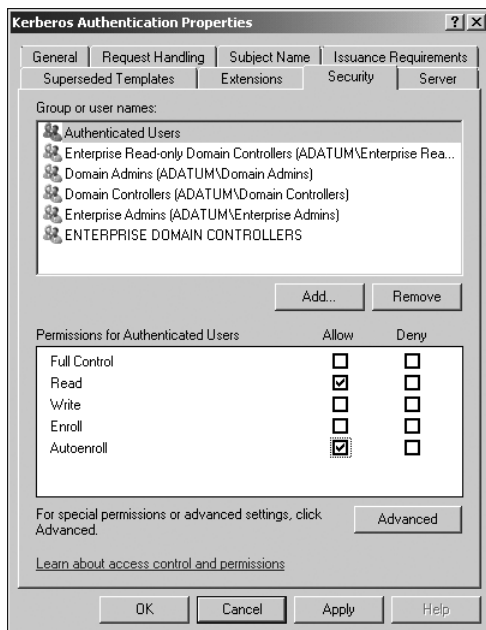 Kerberos Authentication Properties
General Request Handling Subject Name Issuance Requirements
Superseded Templates Extensions Security Server
Group or user names:
Authenticated Users
Enterprise Read-only Domain Controllers (ADATUM\Enterprise Rea...
Domain Admins (ADATUM\Domain Admins)
Domain Controllers (ADATUM\Domain Controllers)
Enterprise Admins (ADATUM\Enterprise Admins)
ENTERPRISE DOMAIN CONTROLLERS
Add... Remove
Permissions for Authenticated Users Allow Deny
Full Control
Read
Write
Enroll
Autoenroll
For special permissions or advanced settings, click
Advanced.
Advanced
Learn about access control and permissions
OK Cancel Apply Help